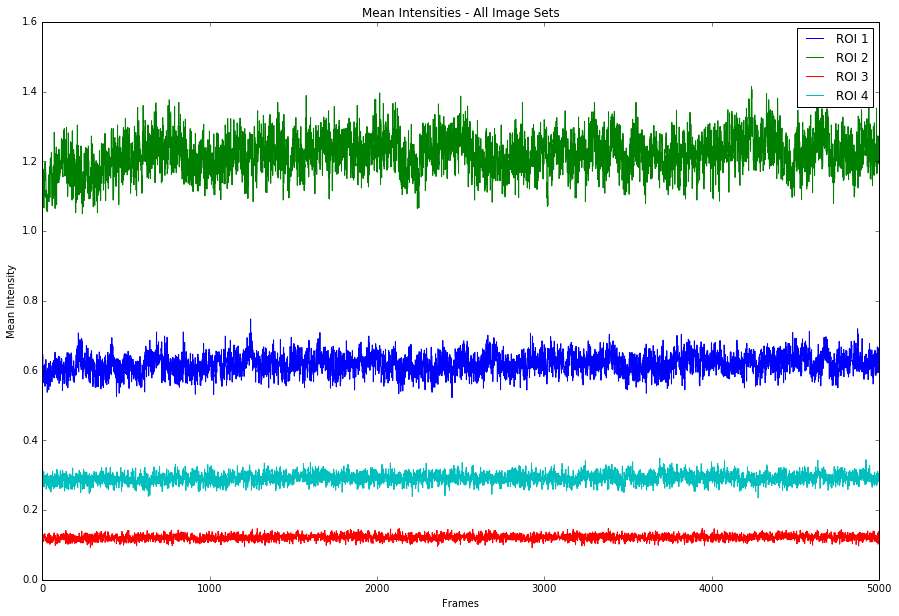 Mean Intensities - All Image Sets
1.6
1.4
1.2
1.0
0.8
0.6
0.4
0.2
0.0
Mean Intensity
ROI 1
ROI 2
ROI 3
ROI 4
0
1000
2000
3000
4000
5000
Frames